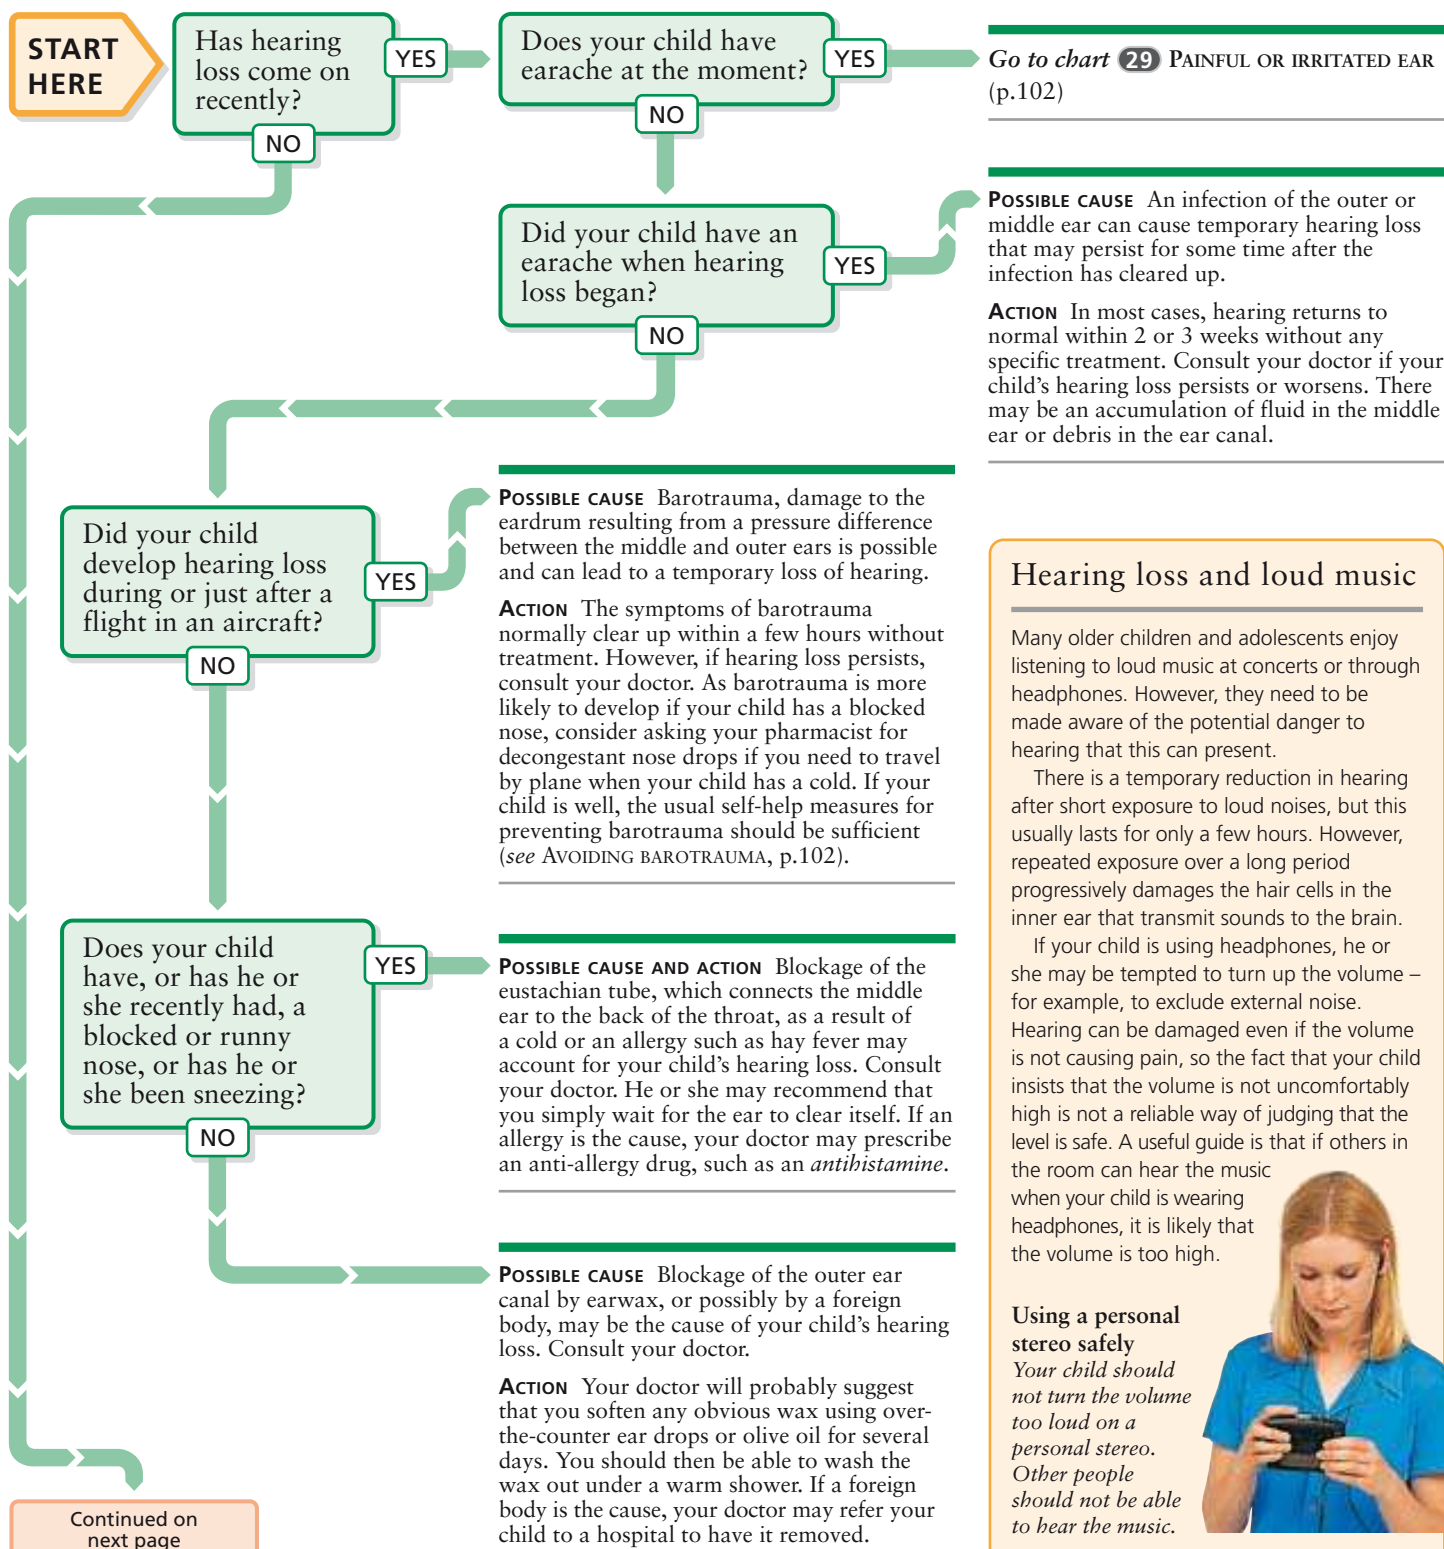 START
HERE
Has hearing
loss come on
recently?
YES
NO
Does your child have
earache at the moment?
YES
NO
Go to chart 29 PAINFUL OR IRRITATED EAR
(p.102)
Did your child have an
earache when hearing
loss began?
YES
NO
POSSIBLE CAUSE An infection of the outer or
middle ear can cause temporary hearing loss
that may persist for some time after the
infection has cleared up.
ACTION In most cases, hearing returns to
normal within 2 or 3 weeks without any
specific treatment. Consult your doctor if your
child's hearing loss persists or worsens. There
may be an accumulation of fluid in the middle
ear or debris in the ear canal.
Did your child
develop hearing loss
during or just after a
flight in an aircraft?
YES
NO
POSSIBLE CAUSE Barotrauma, damage to the
eardrum resulting from a pressure difference
between the middle and outer ears is possible
and can lead to a temporary loss of hearing.
ACTION The symptoms of barotrauma
normally clear up within a few hours without
treatment. However, if hearing loss persists,
consult your doctor. As barotrauma is more
likely to develop if your child has a blocked
nose, consider asking your pharmacist for
decongestant nose drops if you need to travel
by plane when your child has a cold. If your
child is well, the usual self-help measures for
preventing barotrauma should be sufficient
(see AVOIDING BAROTRAUMA, p.102).
Does your child
have, or has he or
she recently had, a
blocked or runny
nose, or has he or
she been sneezing?
YES
NO
POSSIBLE CAUSE AND ACTION Blockage of the
eustachian tube, which connects the middle
ear to the back of the throat, as a result of
a cold or an allergy such as hay fever may
account for your child's hearing loss. Consult
your doctor. He or she may recommend that
you simply wait for the ear to clear itself. If an
allergy is the cause, your doctor may prescribe
an anti-allergy drug, such as an antihistamine.
POSSIBLE CAUSE Blockage of the outer ear
canal by earwax, or possibly by a foreign
body, may be the cause of your child's hearing
loss. Consult your doctor.
ACTION Your doctor will probably suggest
that you soften any obvious wax using over-
the-counter ear drops or olive oil for several
days. You should then be able to wash the
wax out under a warm shower. If a foreign
body is the cause, your doctor may refer your
child to a hospital to have it removed.
Continued on
next page
Hearing loss and loud music
Many older children and adolescents enjoy
listening to loud music at concerts or through
headphones. However, they need to be
made aware of the potential danger to
hearing that this can present.
There is a temporary reduction in hearing
after short exposure to loud noises, but this
usually lasts for only a few hours. However,
repeated exposure over a long period
progressively damages the hair cells in the
inner ear that transmit sounds to the brain.
If your child is using headphones, he or
she may be tempted to turn up the volume –
for example, to exclude external noise.
Hearing can be damaged even if the volume
is not causing pain, so the fact that your child
insists that the volume is not uncomfortably
high is not a reliable way of judging that the
level is safe. A useful guide is that if others in
the room can hear the music
when your child is wearing
headphones, it is likely that
the volume is too high.
Using a personal
stereo safely
Your child should
not turn the volume
too loud on a
personal stereo.
Other people
should not be able
to hear the music.